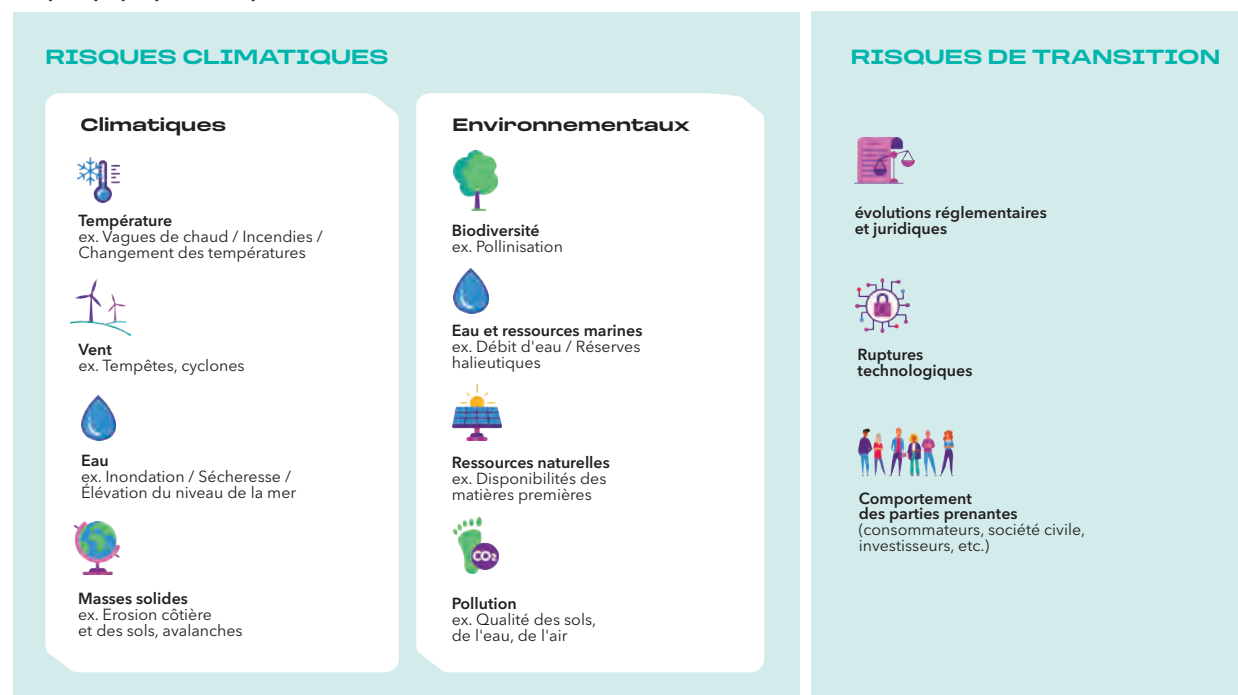 RISQUES CLIMATIQUES
Climatiques
Température
ex. Vagues de chaud / Incendies /
Changement des températures
Vent
ex. Tempêtes, cyclones
Eau
ex. Inondation / Sécheresse /
Élévation du niveau de la mer
Masses solides
ex. Erosion côtière
et des sols, avalanches
Environnementaux
Biodiversité
ex. Pollinisation
Eau et ressources marines
ex. Débit d'eau / Réserves
halieutiques
Ressources naturelles
ex. Disponibilités des
matières premières
CO₂
Pollution
ex. Qualité des sols,
de l'eau, de l'air
RISQUES DE TRANSITION
évolutions réglementaires
et juridiques
Ruptures
technologiques
Comportement
des parties prenantes
(consommateurs, société civile,
investisseurs, etc.)